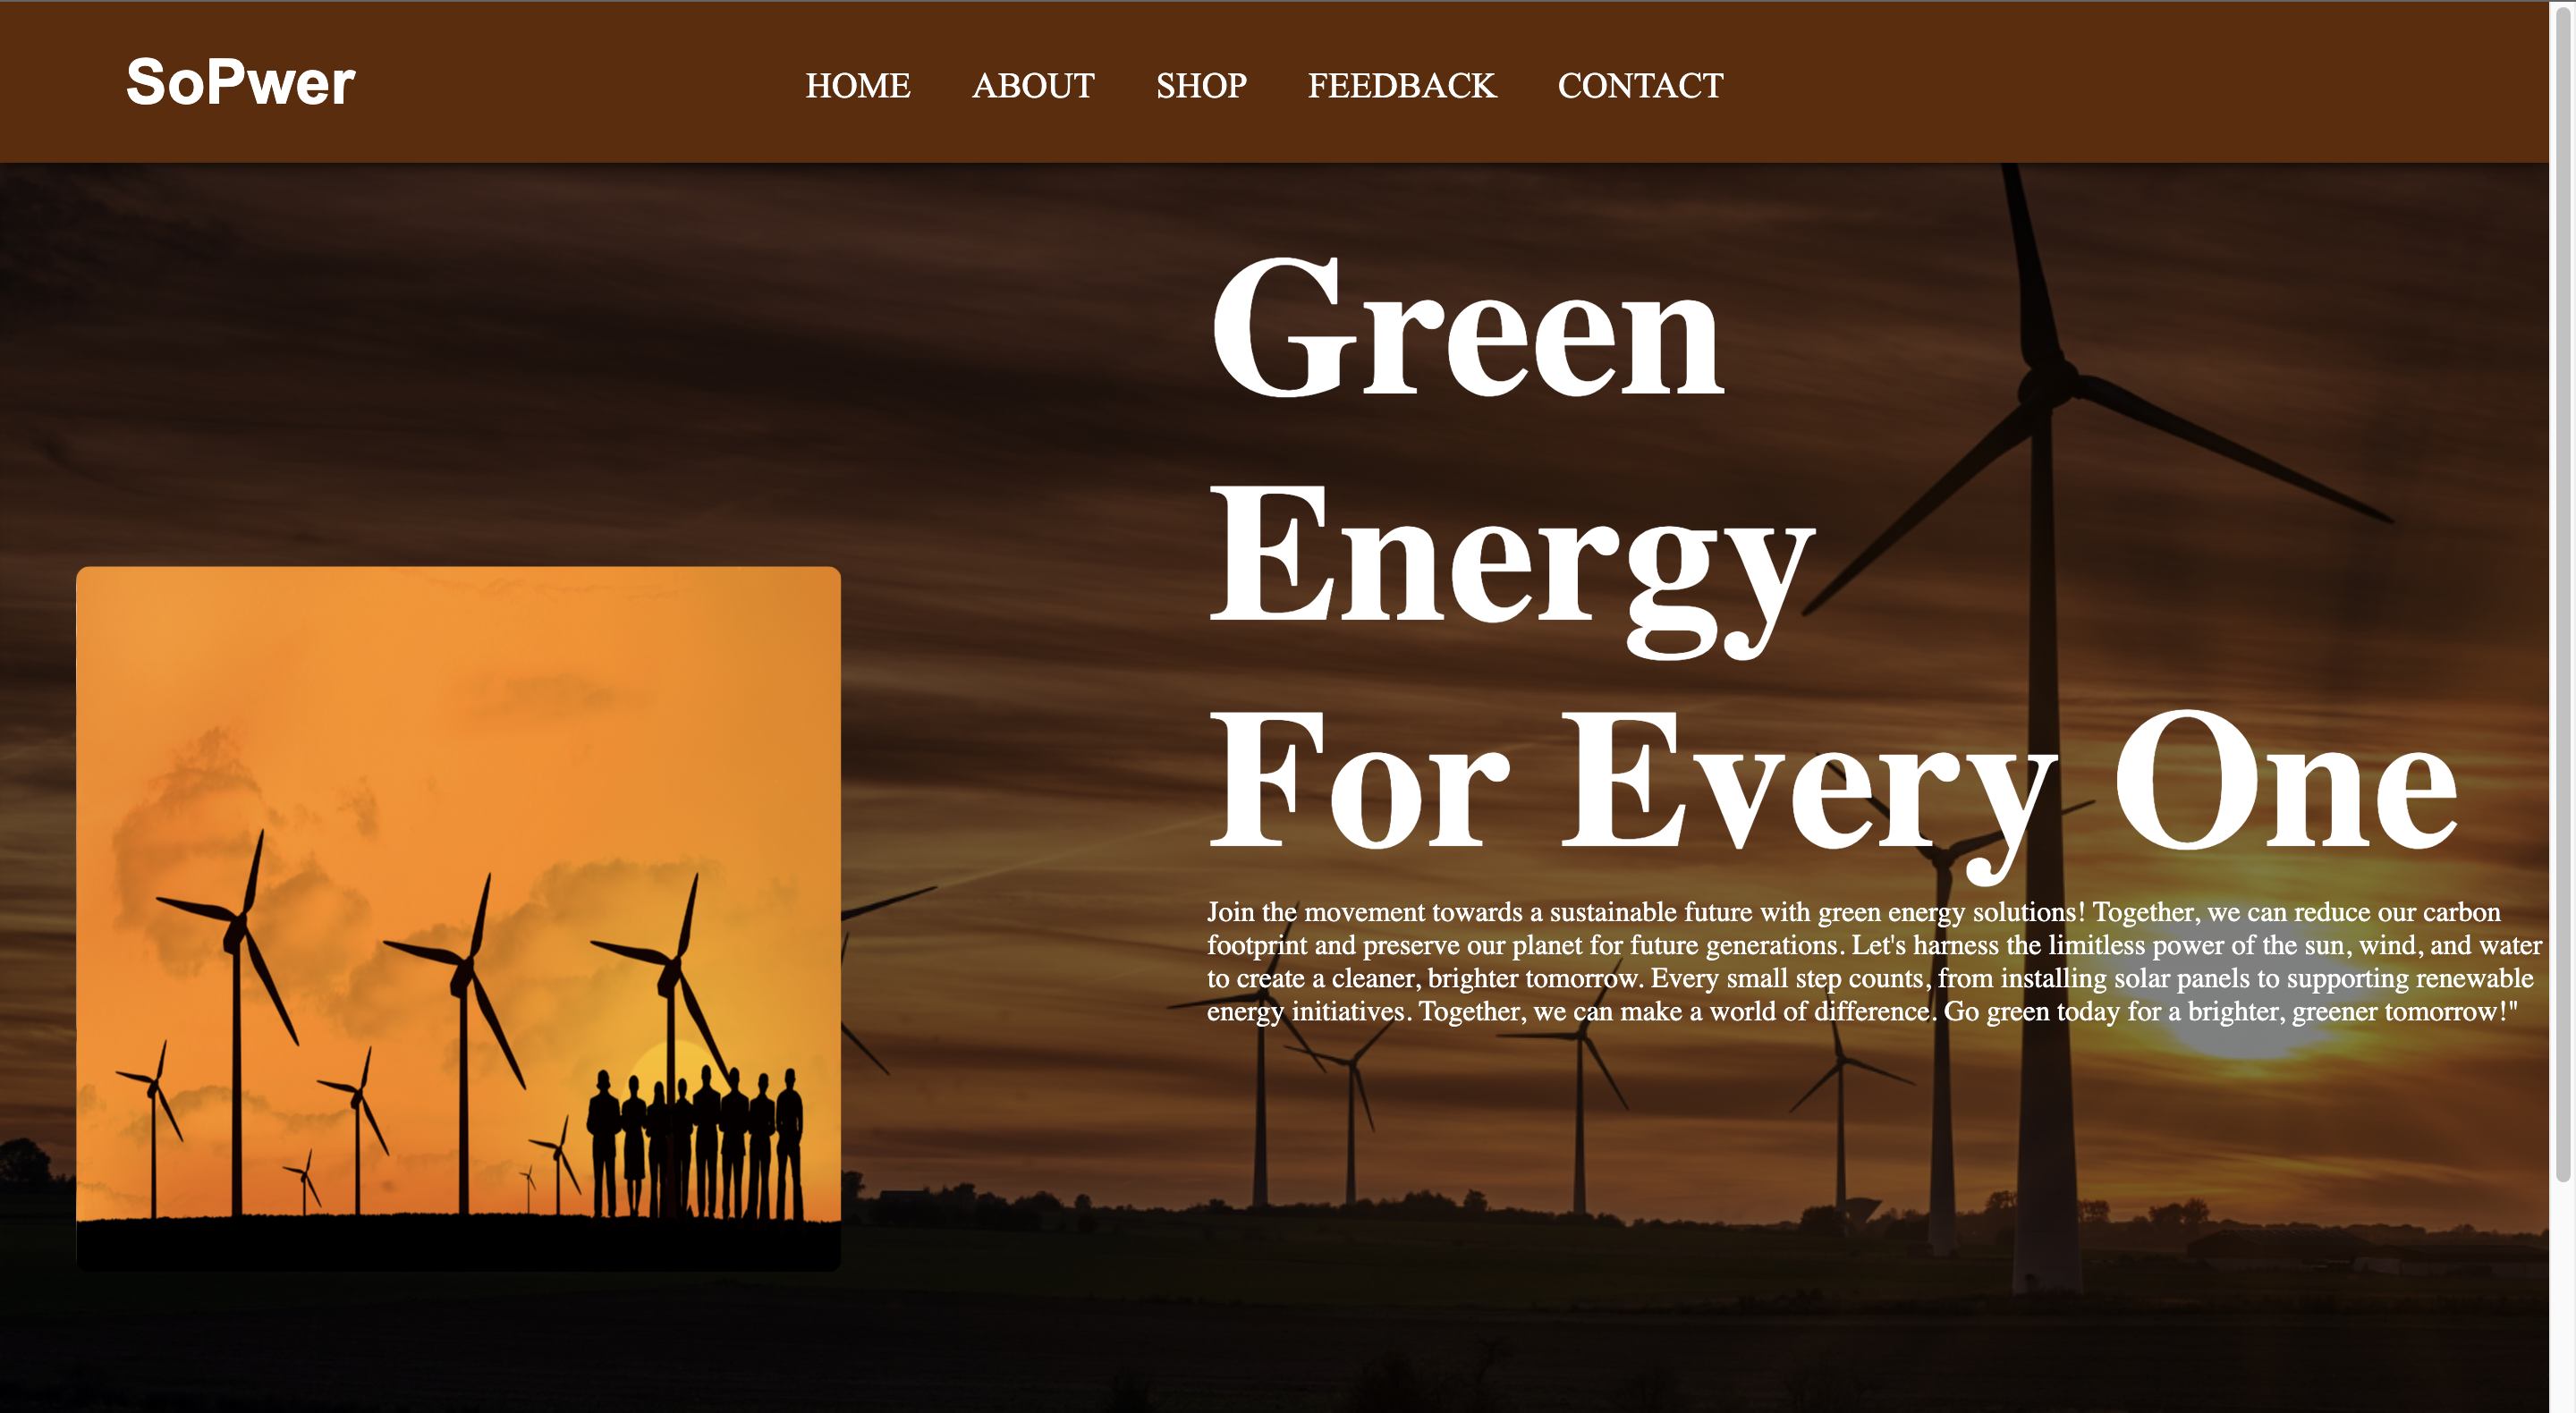 SoPwer
HOME ABOUT SHOP FEEDBACK CONTACT
Green
Energy
For Every One
Join the movement towards a sustainable future with green energy solutions! Together, we can reduce our carbon
footprint and preserve our planet for future generations. Let's harness the limitless power of the sun, wind, and water
to create a cleaner, brighter tomorrow. Every small step counts, from installing solar panels to supporting renewable
energy initiatives. Together, we can make a world of difference. Go green today for a brighter, greener tomorrow!"